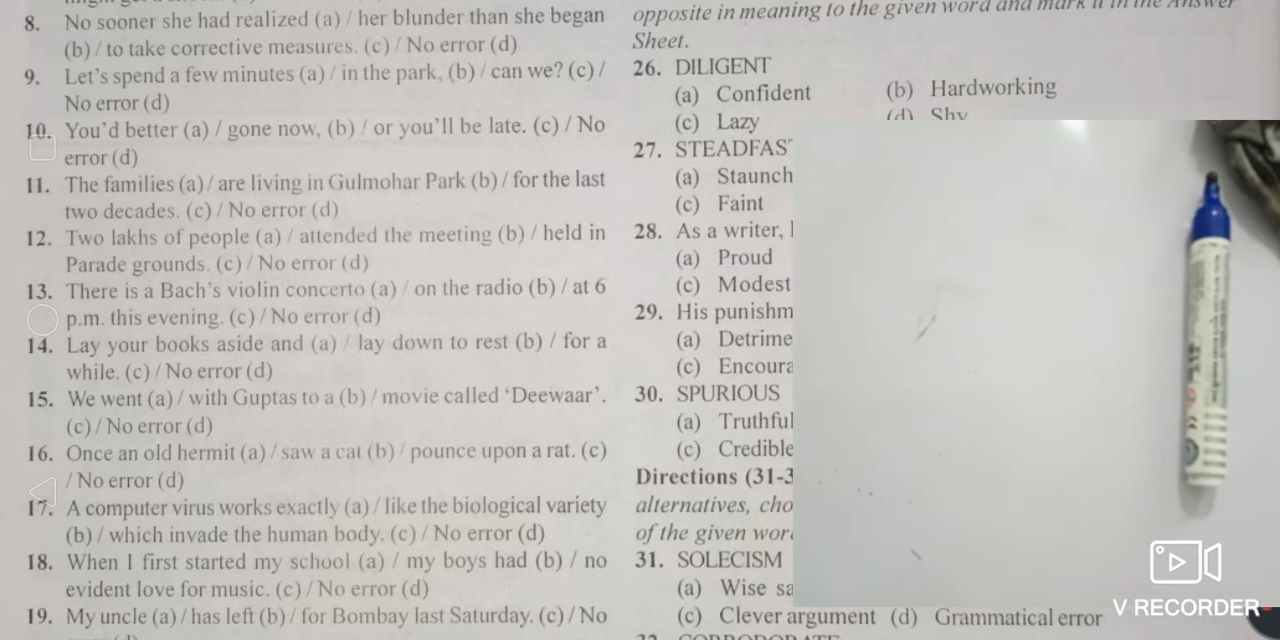 8. No sooner she had realized (a) / her blunder than she began
(b) / to take corrective measures. (c) / No error (d)
9. Let's spend a few minutes (a) / in the park, (b) / can we? (c) /
No error (d)
10. You'd better (a) / gone now, (b) / or you'll be late. (c) / No
error (d)
11. The families (a) / are living in Gulmohar Park (b) / for the last
two decades. (c) / No error (d)
12. Two lakhs of people (a) / attended the meeting (b) / held in
Parade grounds. (c) / No error (d)
13. There is a Bach's violin concerto (a) / on the radio (b) / at 6
p.m. this evening. (c) / No error (d)
14. Lay your books aside and (a) / lay down to rest (b) / for a
while. (c) / No error (d)
15. We went (a) / with Guptas to a (b) / movie called 'Deewaar'.
(c) / No error (d)
16. Once an old hermit (a) / saw a cat (b) / pounce upon a rat. (c)
/ No error (d)
17. A computer virus works exactly (a) / like the biological variety
(b) / which invade the human body. (c) / No error (d)
18. When I first started my school (a) / my boys had (b) / no
evident love for music. (c) / No error (d)
19. My uncle (a) / has left (b) / for Bombay last Saturday. (c) / No
opposite in meaning to the given word and mark it in the Answer
Sheet.
26. DILIGENT
(a) Confident (b) Hardworking
(c) Lazy (d) Shy
27. STEADFAS
(a) Staunch
(c) Faint
28. As a writer,
(a) Proud
(c) Modest
29. His punishm
(a) Detrime
(c) Encoura
30. SPURIOUS
(a) Truthful
(c) Credible
Directions (31-3
alternatives, cho
of the given wor
31. SOLECISM
(a) Wise sa
(c) Clever argument (d) Grammatical error
V RECORDER